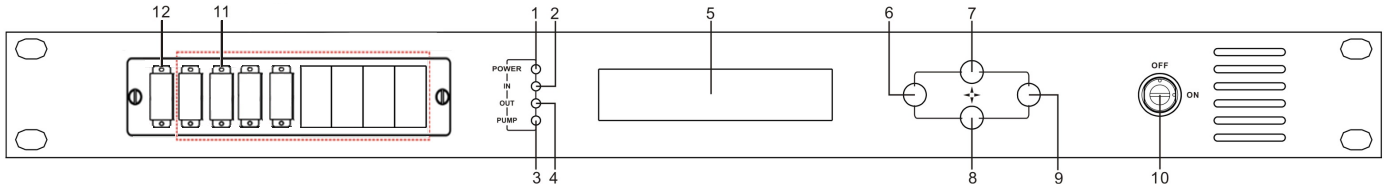 12 11 1 2 5 6 7
POWER
IN
OUT
PUMP
OFF
ON
3 4 8 9 10